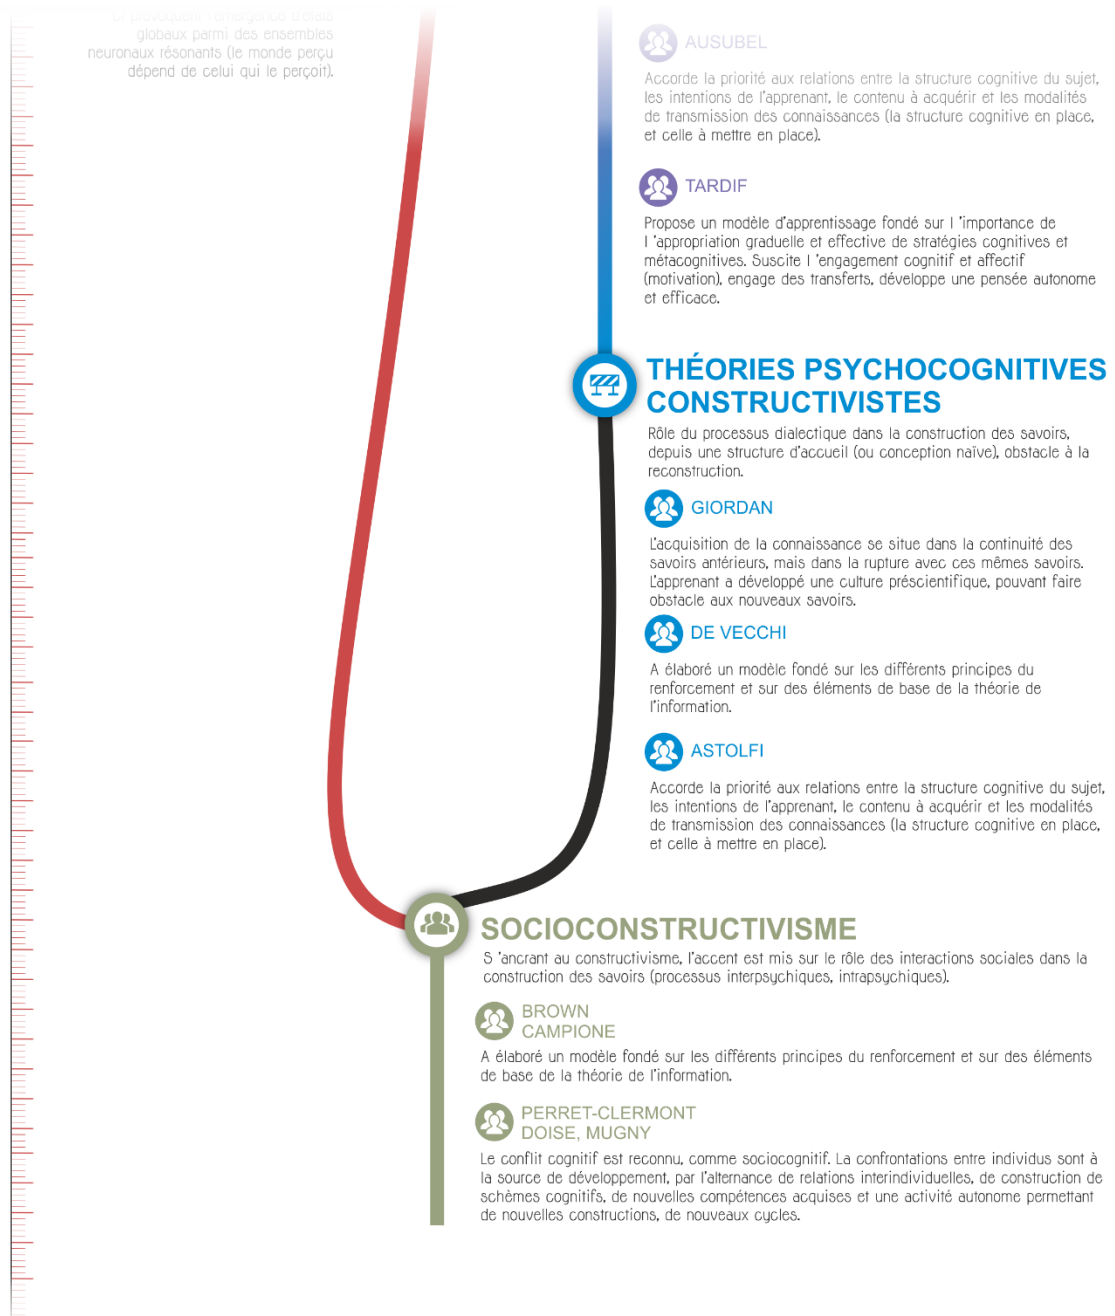 et provoquent l'émergence d'états
globaux parmi des ensembles
neuronaux résonants (le monde perçu
dépend de celui qui le perçoit).
AUSUBEL
Accorde la priorité aux relations entre la structure cognitive du sujet,
les intentions de l'apprenant, le contenu à acquérir et les modalités
de transmission des connaissances (la structure cognitive en place,
et celle à mettre en place).
TARDIF
Propose un modèle d'apprentissage fondé sur l 'importance de
l 'appropriation graduelle et effective de stratégies cognitives et
métacognitives. Suscite l 'engagement cognitif et affectif
(motivation), engage des transferts, développe une pensée autonome
et efficace.
THÉORIES PSYCHOCOGNITIVES
CONSTRUCTIVISTES
Rôle du processus dialectique dans la construction des savoirs,
depuis une structure d'accueil (ou conception naïve), obstacle à la
reconstruction.
GIORDAN
L'acquisition de la connaissance se situe dans la continuité des
savoirs antérieurs, mais dans la rupture avec ces mêmes savoirs.
L'apprenant a développé une culture préscientifique, pouvant faire
obstacle aux nouveaux savoirs.
DE VECCHI
A élaboré un modèle fondé sur les différents principes du
renforcement et sur des éléments de base de la théorie de
l'information.
ASTOLFI
Accorde la priorité aux relations entre la structure cognitive du sujet,
les intentions de l'apprenant, le contenu à acquérir et les modalités
de transmission des connaissances (la structure cognitive en place,
et celle à mettre en place).
SOCIOCONSTRUCTIVISME
S 'ancrant au constructivisme, l'accent est mis sur le rôle des interactions sociales dans la
construction des savoirs (processus interpsychiques, intrapsychiques).
BROWN
CAMPIONE
A élaboré un modèle fondé sur les différents principes du renforcement et sur des éléments
de base de la théorie de l'information.
PERRET-CLERMONT
DOISE, MUGNY
Le conflit cognitif est reconnu, comme sociocognitif. La confrontations entre individus sont à
la source de développement, par l'alternance de relations interindividuelles, de construction de
schèmes cognitifs, de nouvelles compétences acquises et une activité autonome permettant
de nouvelles constructions, de nouveaux cycles.